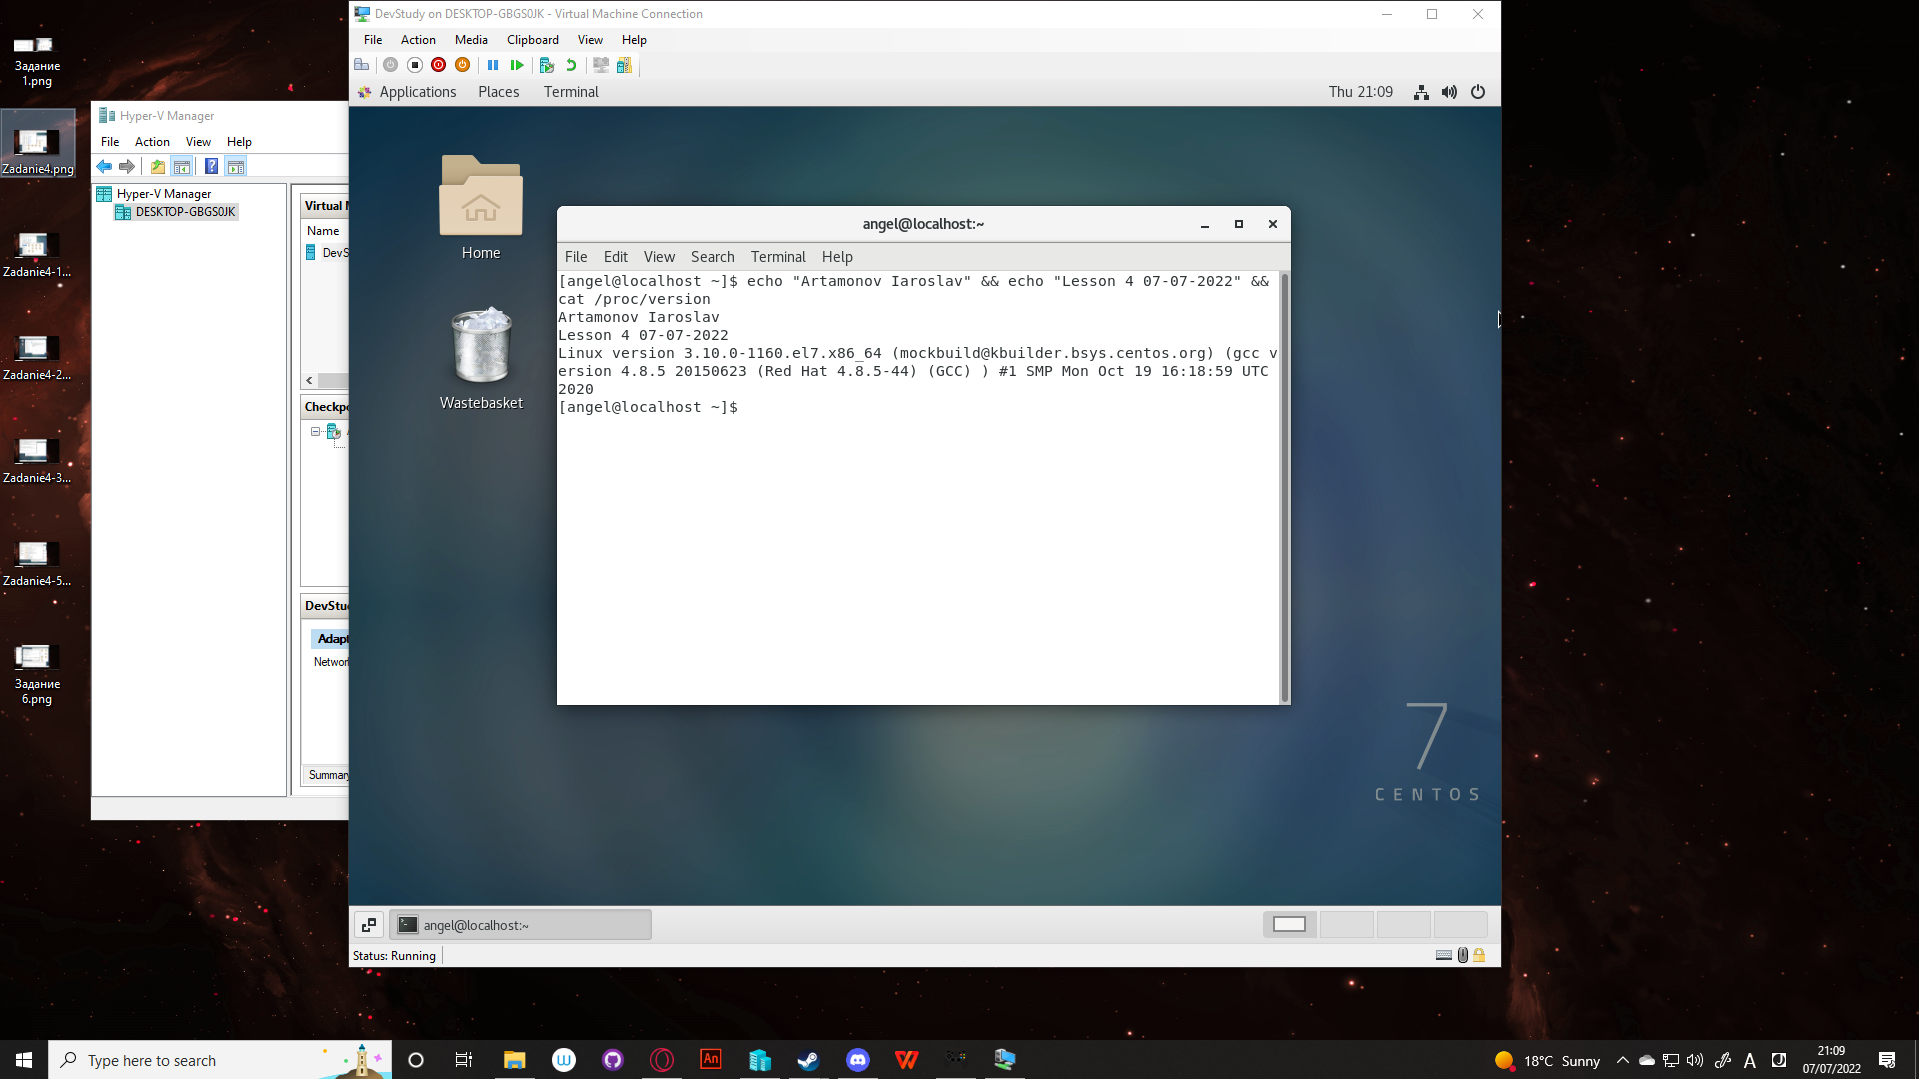 Задание
1.png
Zadanie4.png
Zadanie4-1...
Zadanie4-2...
Zadanie4-3...
Zadanie4-5...
Задание
6.png
Hyper-V Manager
File Action View Help
Hyper-V Manager
DESKTOP-GBGS0JK
Virtual M
Name
DevS
Checkpo
DevStu
Adapt
Networ
Summary
DevStudy on DESKTOP-GBGS0JK - Virtual Machine Connection
File Action Media Clipboard View Help
Applications Places Terminal
Thu 21:09
Home
Wastebasket
angel@localhost:~
File Edit View Search Terminal Help
[angel@localhost ~]$ echo "Artamonov Iaroslav" && echo "Lesson 4 07-07-2022" &&
cat /proc/version
Artamonov Iaroslav
Lesson 4 07-07-2022
Linux version 3.10.0-1160.el7.x86_64 (mockbuild@kbuilder.bsys.centos.org) (gcc v
ersion 4.8.5 20150623 (Red Hat 4.8.5-44) (GCC) ) #1 SMP Mon Oct 19 16:18:59 UTC
2020
[angel@localhost ~]$
7
CENTOS
angel@localhost:~
Status: Running
Type here to search
An
18°C Sunny
A
21:09
07/07/2022